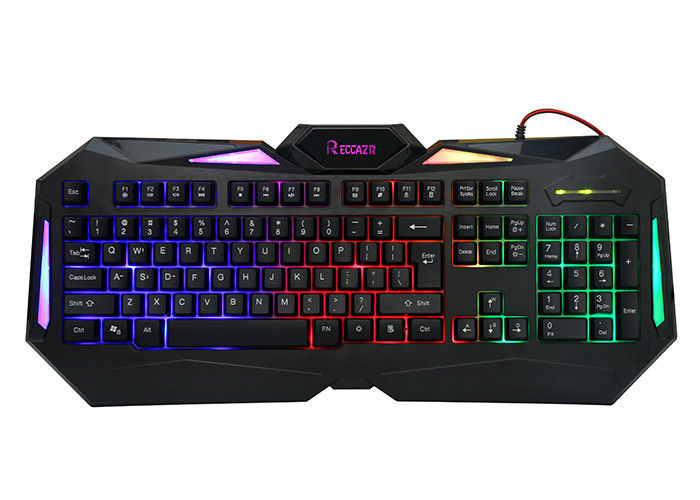 RECCAZR
Esc F1 F2 F3 F4 F5 F6 F7 F8 F9 F10 F11 F12 PrtScr SysRq Scroll Lock Pause Break
~ ` ! 1 @ 2 # 3 $ 4 % 5 ^ 6 & 7 * 8 ( 9 ) 0 _ - + = ← Insert Home PgUp Num Lock / * -
Tab Q W E R T Y U I O P { [ } ] Enter Delete End PgDn 7 Home 8 9 PgUp +
Caps Lock A S D F G H J K L : ; " ' | \ 4 5 6
Shift Z X C V B N M < , > . ? / Shift 1 End 2 3 PgDn Enter
Ctrl Alt FN Ctrl A S D 0 Ins . Del